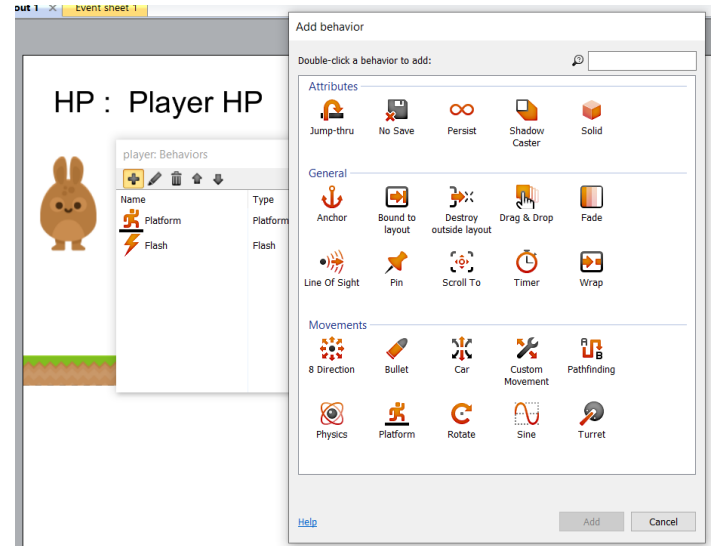 out 1 × Event sheet 1
Add behavior
Double-click a behavior to add:
HP : Player HP
player: Behaviors
Name Type
Platform Platform
Flash Flash
Attributes
Jump-thru No Save Persist Shadow Caster Solid
General
Anchor Bound to layout Destroy outside layout Drag & Drop Fade
Line Of Sight Pin Scroll To Timer Wrap
Movements
8 Direction Bullet Car Custom Movement Pathfinding
A
B
Physics Platform Rotate Sine Turret
Help Add Cancel